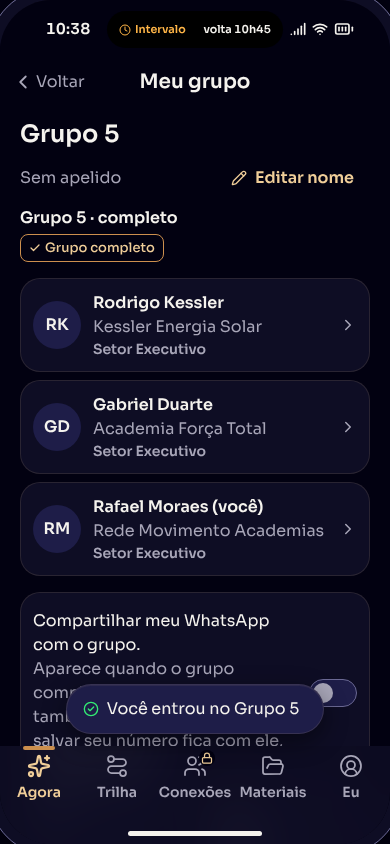 10:38
Intervalo volta 10h45
Voltar
Meu grupo
Grupo 5
Sem apelido
Editar nome
Grupo 5 · completo
Grupo completo
RK
Rodrigo Kessler
Kessler Energia Solar
Setor Executivo
GD
Gabriel Duarte
Academia Força Total
Setor Executivo
RM
Rafael Moraes (você)
Rede Movimento Academias
Setor Executivo
Compartilhar meu WhatsApp
com o grupo.
Aparece quando o grupo
Você entrou no Grupo 5
salvar seu número fica com ele.
Agora
Trilha
Conexões
Materiais
Eu